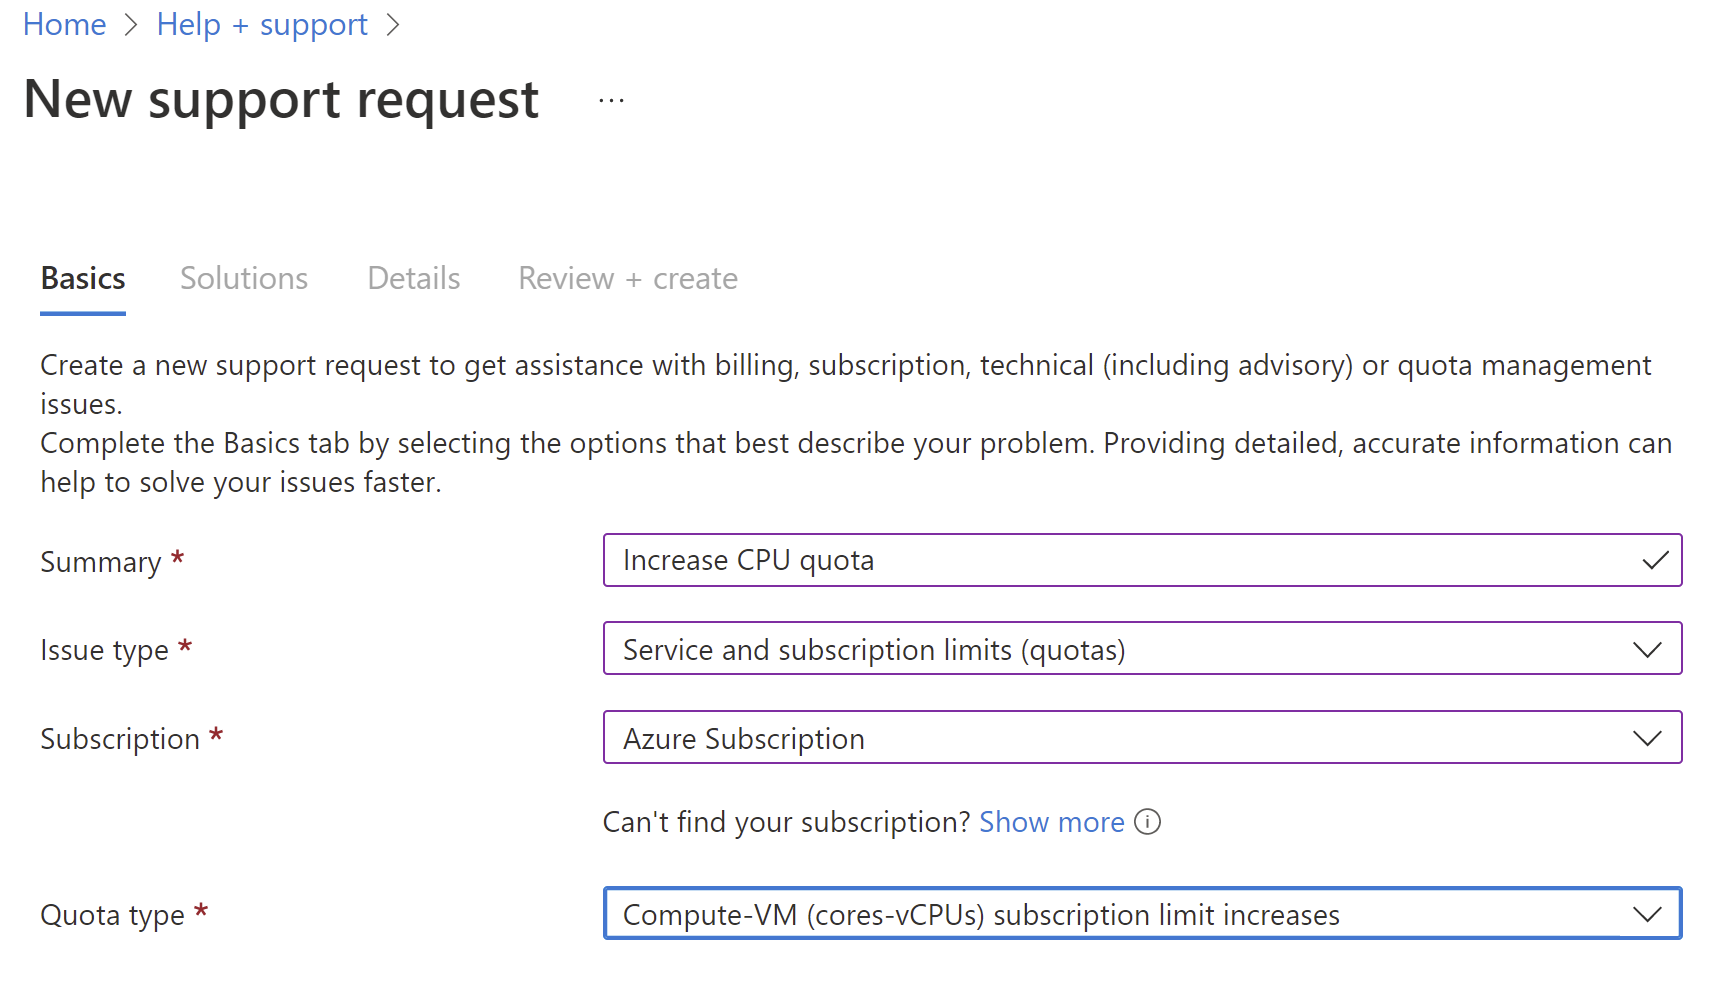 Home > Help + support >
New support request ...
Basics Solutions Details Review + create
Create a new support request to get assistance with billing, subscription, technical (including advisory) or quota management
issues.
Complete the Basics tab by selecting the options that best describe your problem. Providing detailed, accurate information can
help to solve your issues faster.
Summary * Increase CPU quota
Issue type * Service and subscription limits (quotas)
Subscription * Azure Subscription
Can't find your subscription? Show more
Quota type * Compute-VM (cores-vCPUs) subscription limit increases